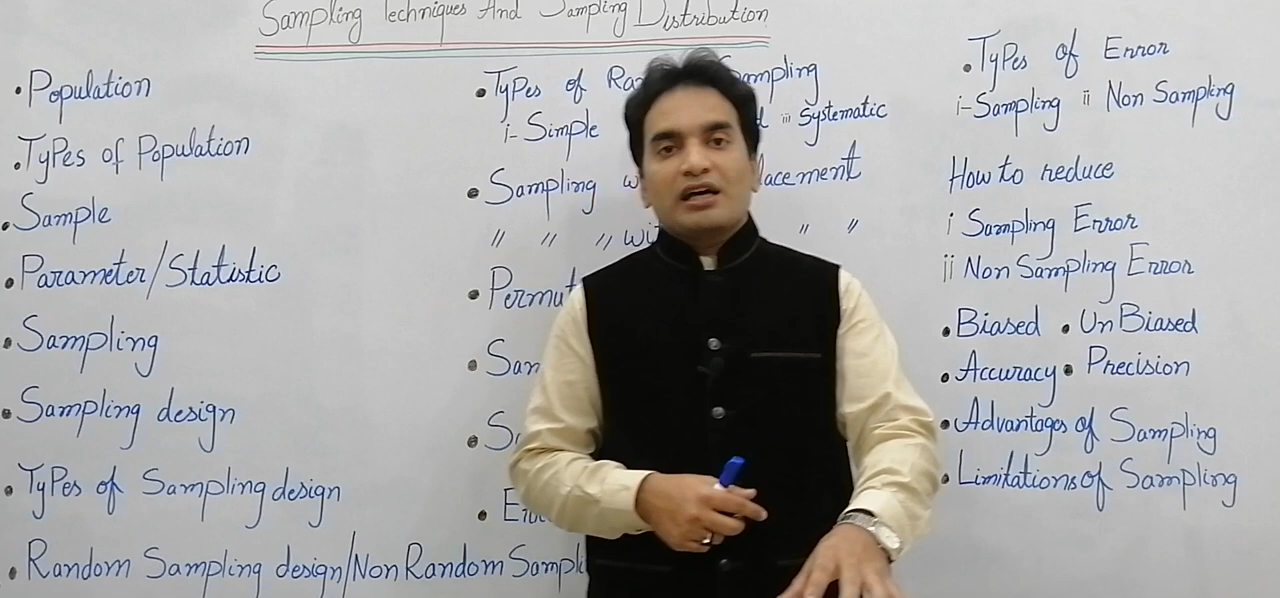 Sampling Techniques And Sampling Distribution
• Population
• Types of Population
• Sample
• Parameter/Statistic
• Sampling
• Sampling design
• Types of Sampling design
• Random Sampling design/Non Random
• Types of Sampling
i- Simple iii Systematic
• Sampling
" " " " "
•
•
•
•
• Types of Error
i- Sampling ii Non Sampling
How to reduce
i Sampling Error
ii Non Sampling Error
• Biased • UnBiased
• Accuracy • Precision
• Advantages of Sampling
• Limitations of Sampling